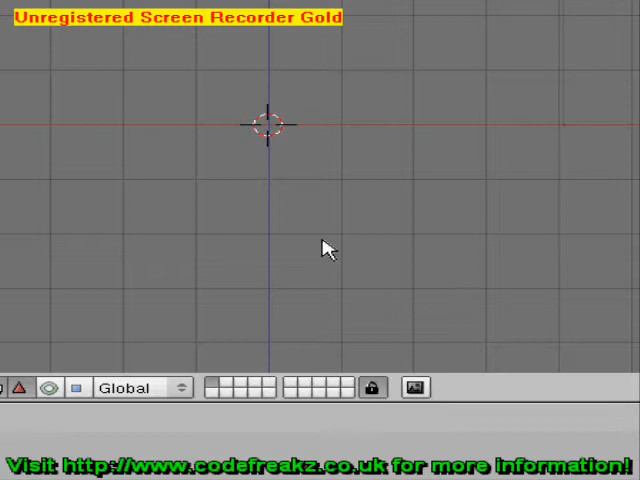 Unregistered Screen Recorder Gold
Global
Visit http://www.codefreakz.co.uk for more information!